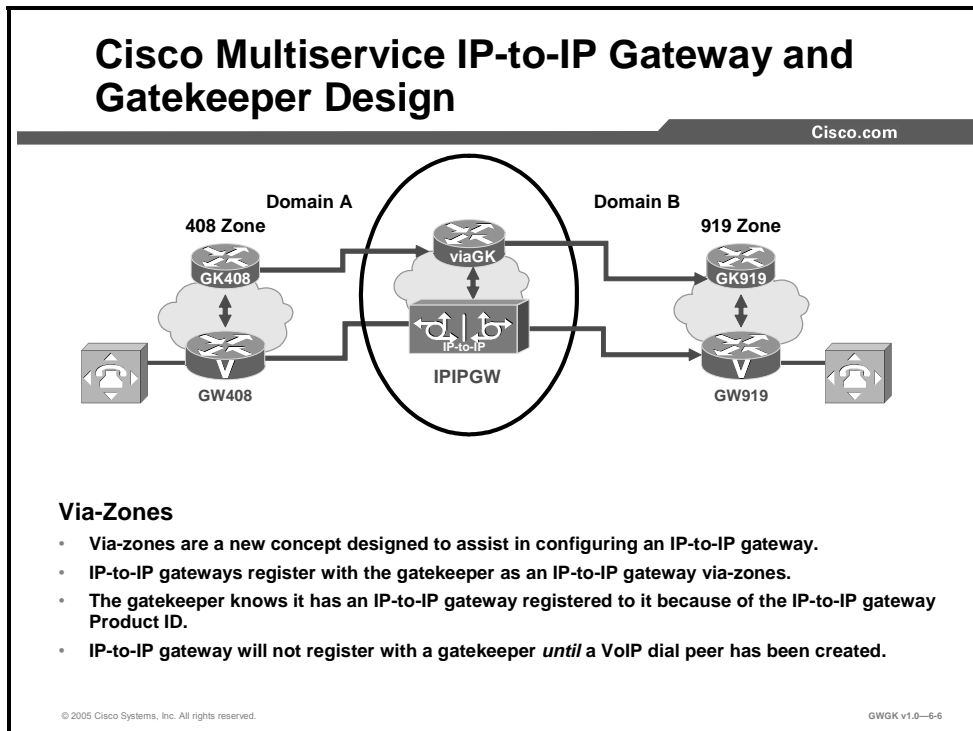 Cisco Multiservice IP-to-IP Gateway and
Gatekeeper Design
Cisco.com
Domain A
Domain B
408 Zone
919 Zone
viaGK
GK408
GK919
IP-to-IP
V
V
IPIPGW
GW408
GW919
Via-Zones
• Via-zones are a new concept designed to assist in configuring an IP-to-IP gateway.
• IP-to-IP gateways register with the gatekeeper as an IP-to-IP gateway via-zones.
• The gatekeeper knows it has an IP-to-IP gateway registered to it because of the IP-to-IP gateway
Product ID.
• IP-to-IP gateway will not register with a gatekeeper until a VoIP dial peer has been created.
© 2005 Cisco Systems, Inc. All rights reserved.
GWGK v1.0—6-6